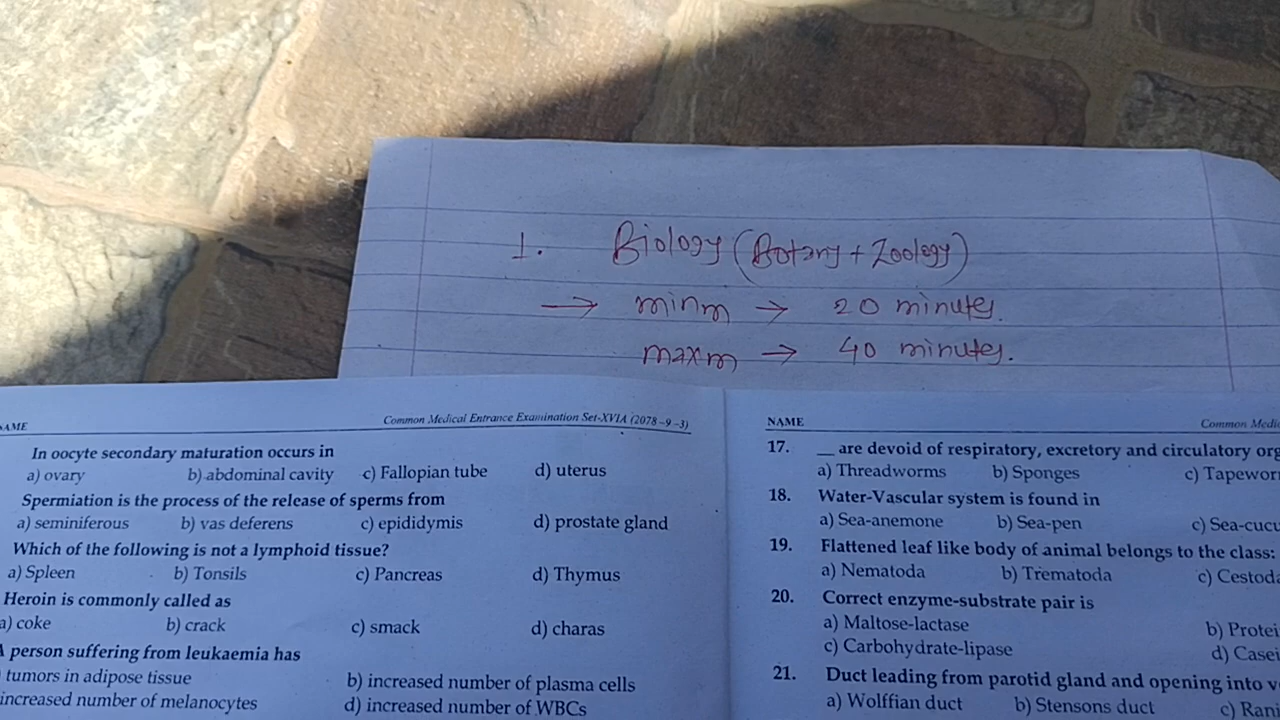 1. Biology (Botany + Zoology)
→ minm → 20 minutes.
maxm → 40 minutes.
NAME
Common Medical Entrance Examination Set-XVIA (2078-9-3)
In oocyte secondary maturation occurs in
a) ovary b) abdominal cavity c) Fallopian tube d) uterus
Spermiation is the process of the release of sperms from
a) seminiferous b) vas deferens c) epididymis d) prostate gland
Which of the following is not a lymphoid tissue?
a) Spleen b) Tonsils c) Pancreas d) Thymus
Heroin is commonly called as
a) coke b) crack c) smack d) charas
A person suffering from leukaemia has
tumors in adipose tissue b) increased number of plasma cells
increased number of melanocytes d) increased number of WBCs
NAME Common
17. __ are devoid of respiratory, excretory and circulatory
a) Threadworms b) Sponges c)
18. Water-Vascular system is found in
a) Sea-anemone b) Sea-pen c)
19. Flattened leaf like body of animal belongs to the class:
a) Nematoda b) Trematoda c)
20. Correct enzyme-substrate pair is
a) Maltose-lactase b)
c) Carbohydrate-lipase d)
21. Duct leading from parotid gland and opening into
a) Wolffian duct b) Stensons duct c)